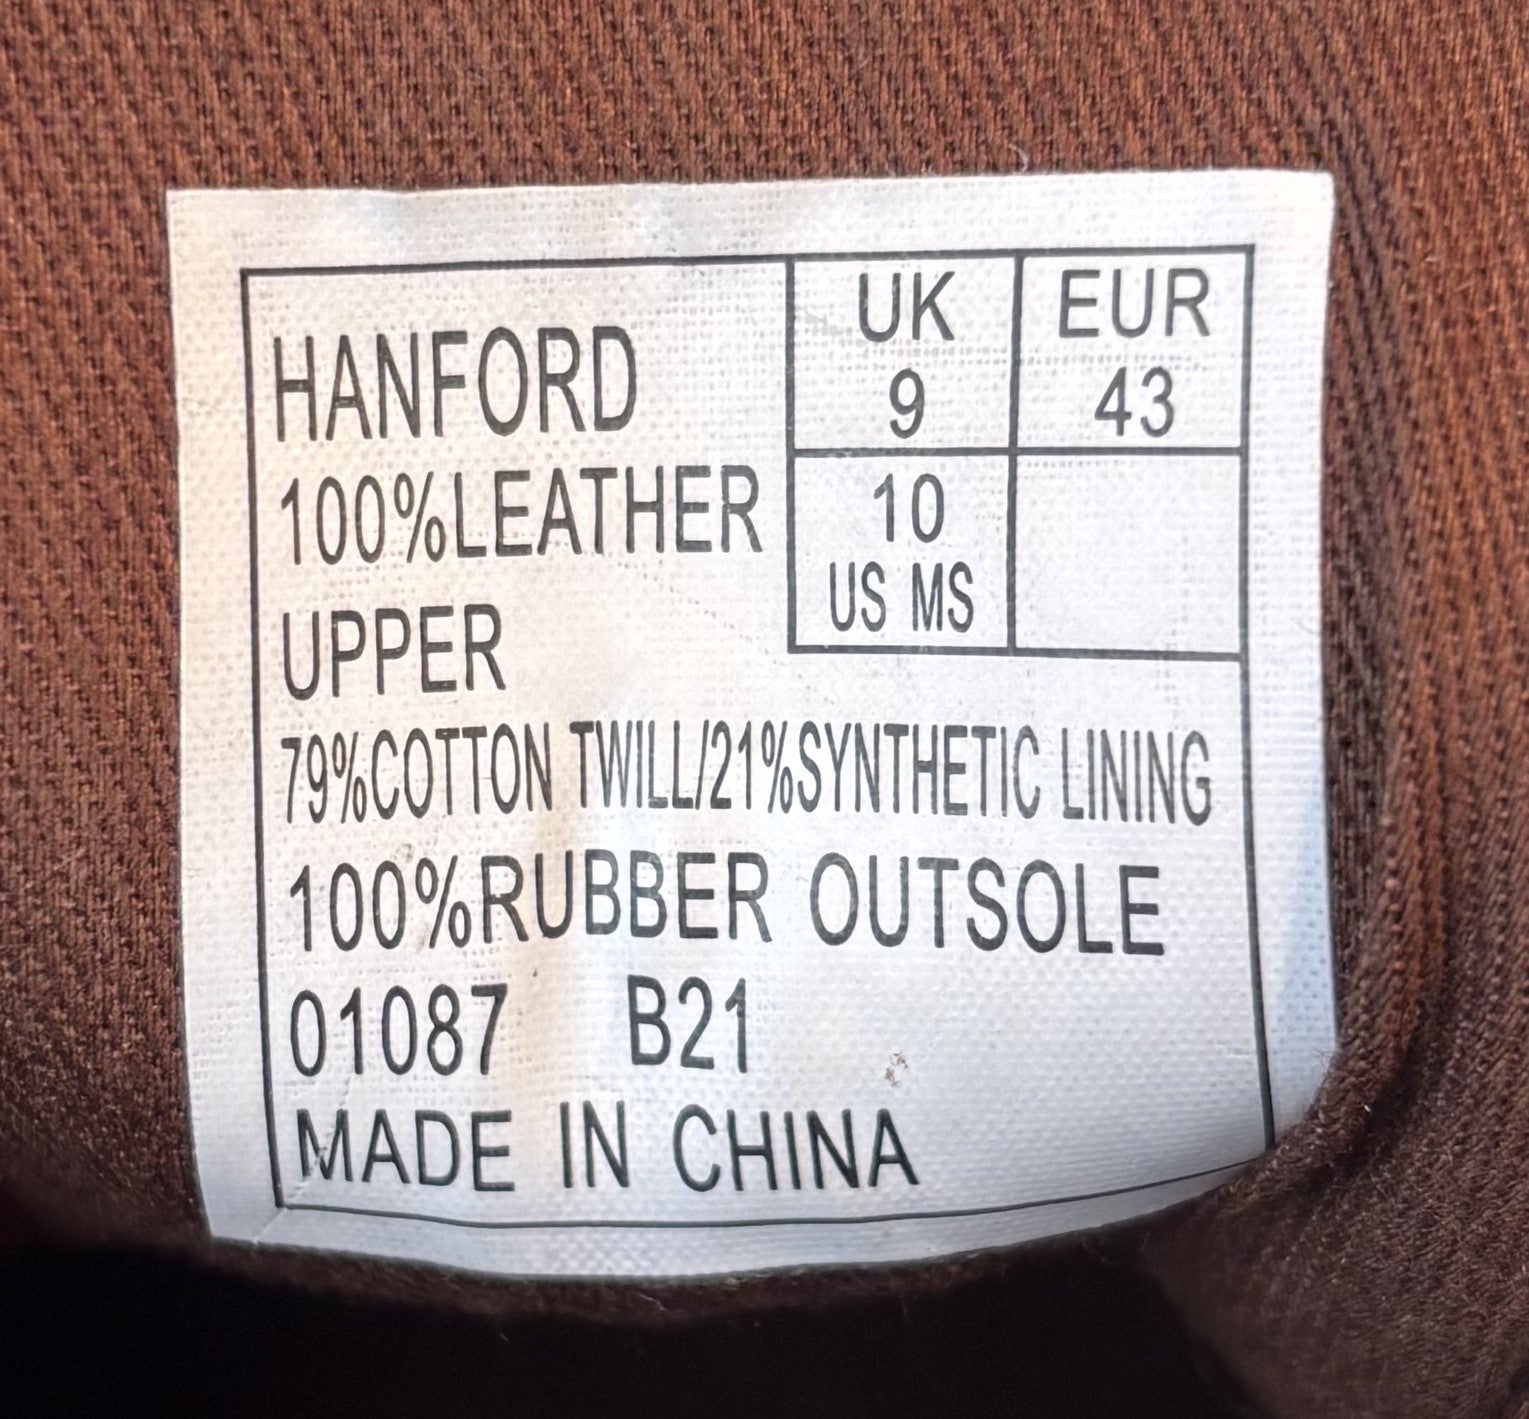 HANFORD
100%LEATHER
UPPER
UK
9
EUR
43
10
US MS
79%COTTON TWILL/21%SYNTHETIC LINING
100%RUBBER OUTSOLE
01087 B21
MADE IN CHINA